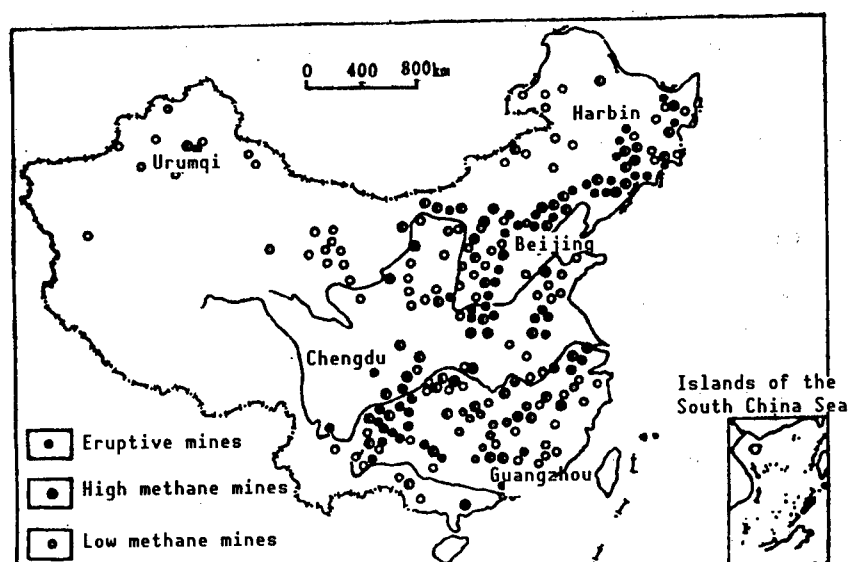 0 400 800km
Harbin
Urumqi
Beijing
Chengdu
Islands of the
South China Sea
Eruptive mines
High methane mines
Guangzhou
Low methane mines